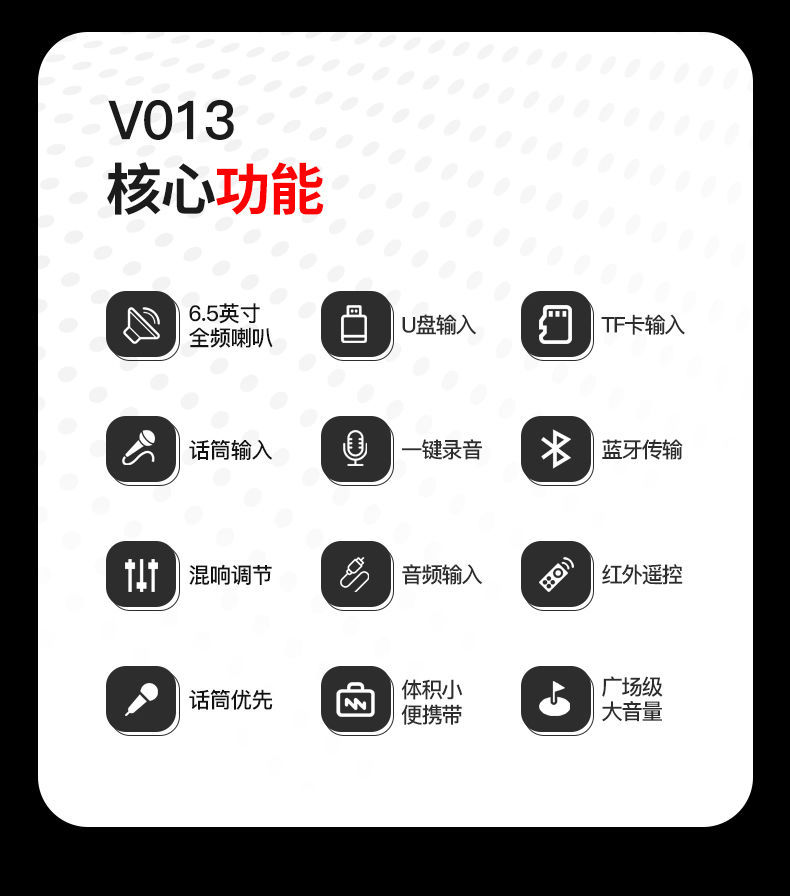 V013
核心功能
6.5英寸
全频喇叭
U盘输入
TF卡输入
话筒输入
一键录音
蓝牙传输
混响调节
音频输入
红外遥控
话筒优先
体积小
便携带
广场级
大音量